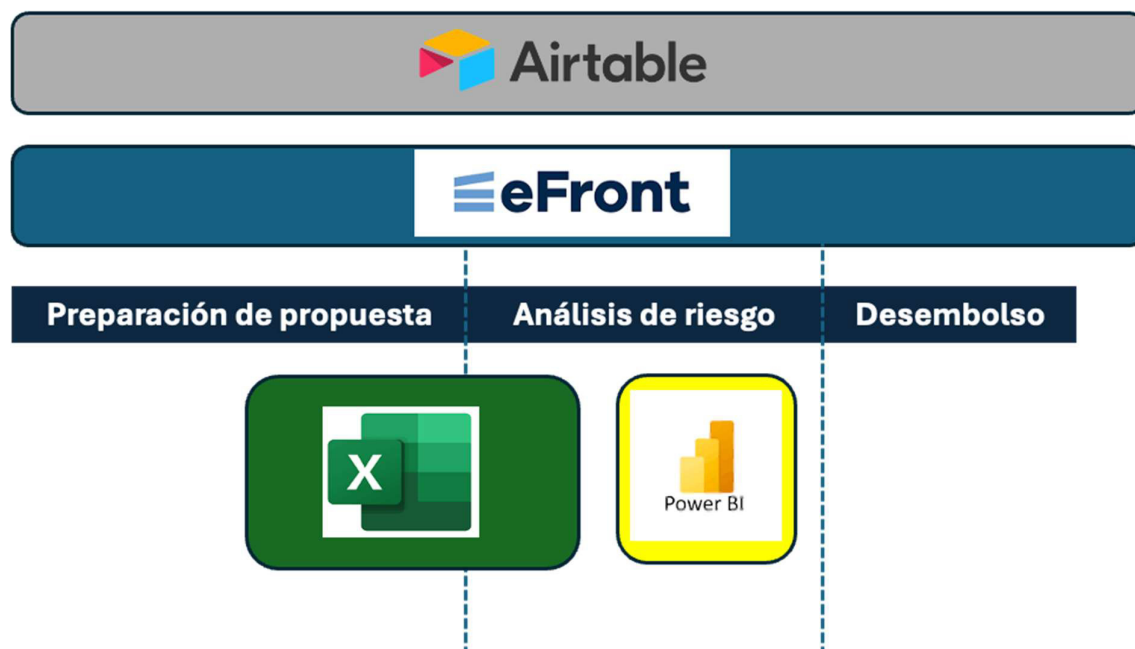 Airtable
eFront
Preparación de propuesta
Análisis de riesgo
Desembolso
X
Power BI